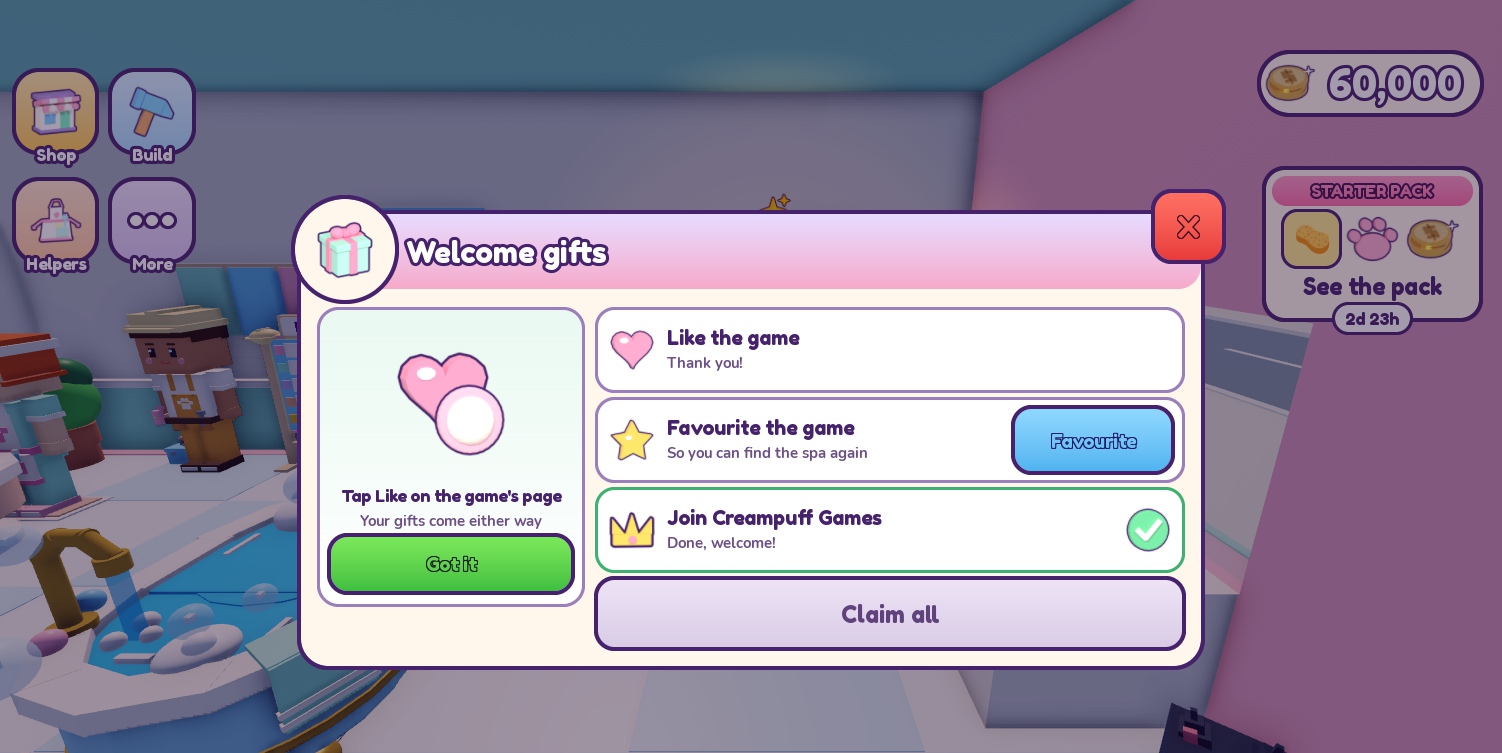 Shop
Build
Helpers
More
60,000
STARTER PACK
See the pack
2d 23h
Welcome gifts
Tap Like on the game's page
Your gifts come either way
Got it
Like the game
Thank you!
Favourite the game
So you can find the spa again
Favourite
Join Creampuff Games
Done, welcome!
Claim all